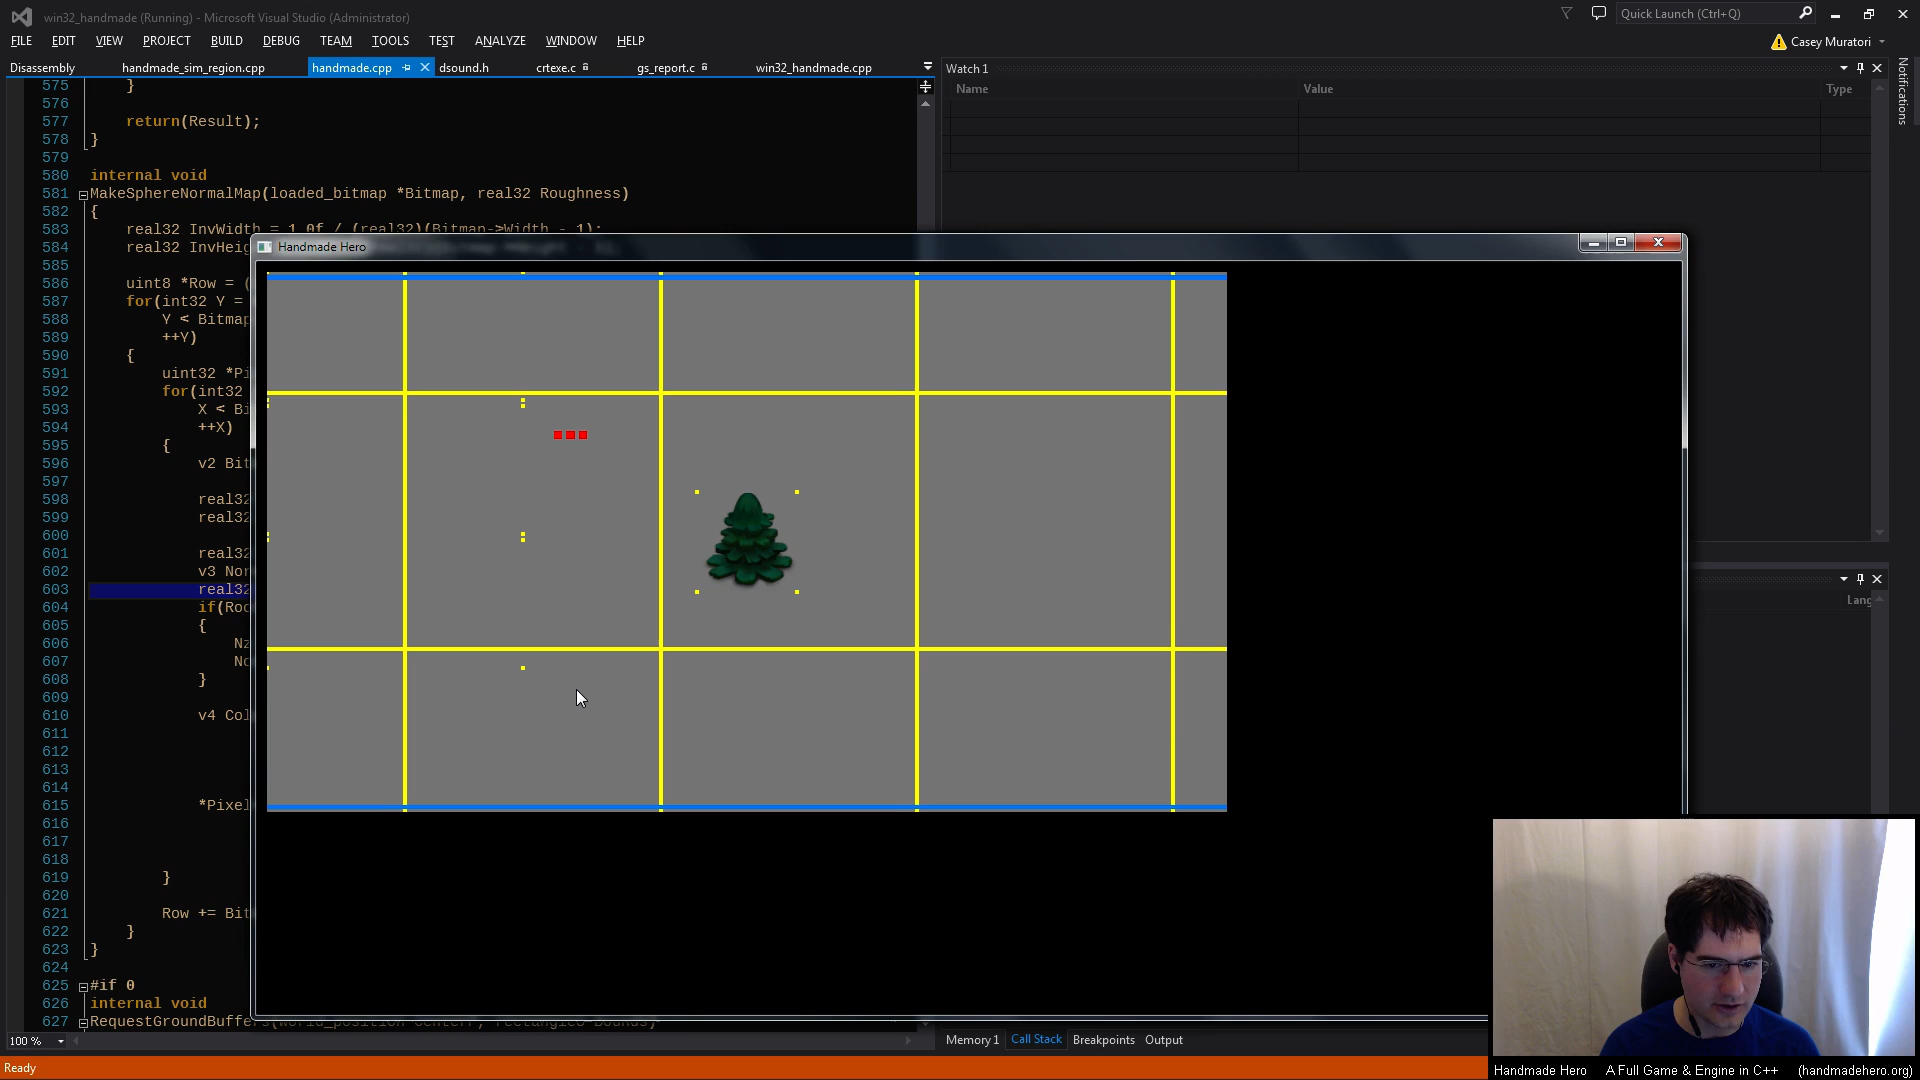 win32_handmade (Running) - Microsoft Visual Studio (Administrator)
Quick Launch (Ctrl+Q)
FILE EDIT VIEW PROJECT BUILD DEBUG TEAM TOOLS TEST ANALYZE WINDOW HELP
Casey Muratori
Disassembly handmade_sim_region.cpp handmade.cpp dsound.h crtexe.c gs_report.c win32_handmade.cpp
Watch 1
Notifications
Name Value Type
575 }
576
577 return(Result);
578 }
579
580 internal void
581 MakeSphereNormalMap(loaded_bitmap *Bitmap, real32 Roughness)
582 {
583 real32 InvWidth = 1.0f / (real32)(Bitmap->Width - 1);
584 real32 InvHeig
Handmade Hero
585
586 uint8 *Row = (
587 for(int32 Y =
588 Y < Bitmap
589 ++Y)
590 {
591 uint32 *Pi
592 for(int32
593 X < Bi
594 ++X)
595 {
596 v2 Bit
597
598 real32
599 real32
600
601 real32
602 v3 Nor
603 real32
604 if(Roo
605 {
606 Nz
607 No
608 }
609
610 v4 Col
611
612
613
614
615 *Pixel
616
617
618
619 }
620
621 Row += Bit
622 }
623 }
624
625 #if 0
626 internal void
627 RequestGroundBuffers(world_position CenterP, rectangle3 Bounds)
Lang
100 %
Memory 1 Call Stack Breakpoints Output
Ready
Handmade Hero A Full Game & Engine in C++ (handmadehero.org)